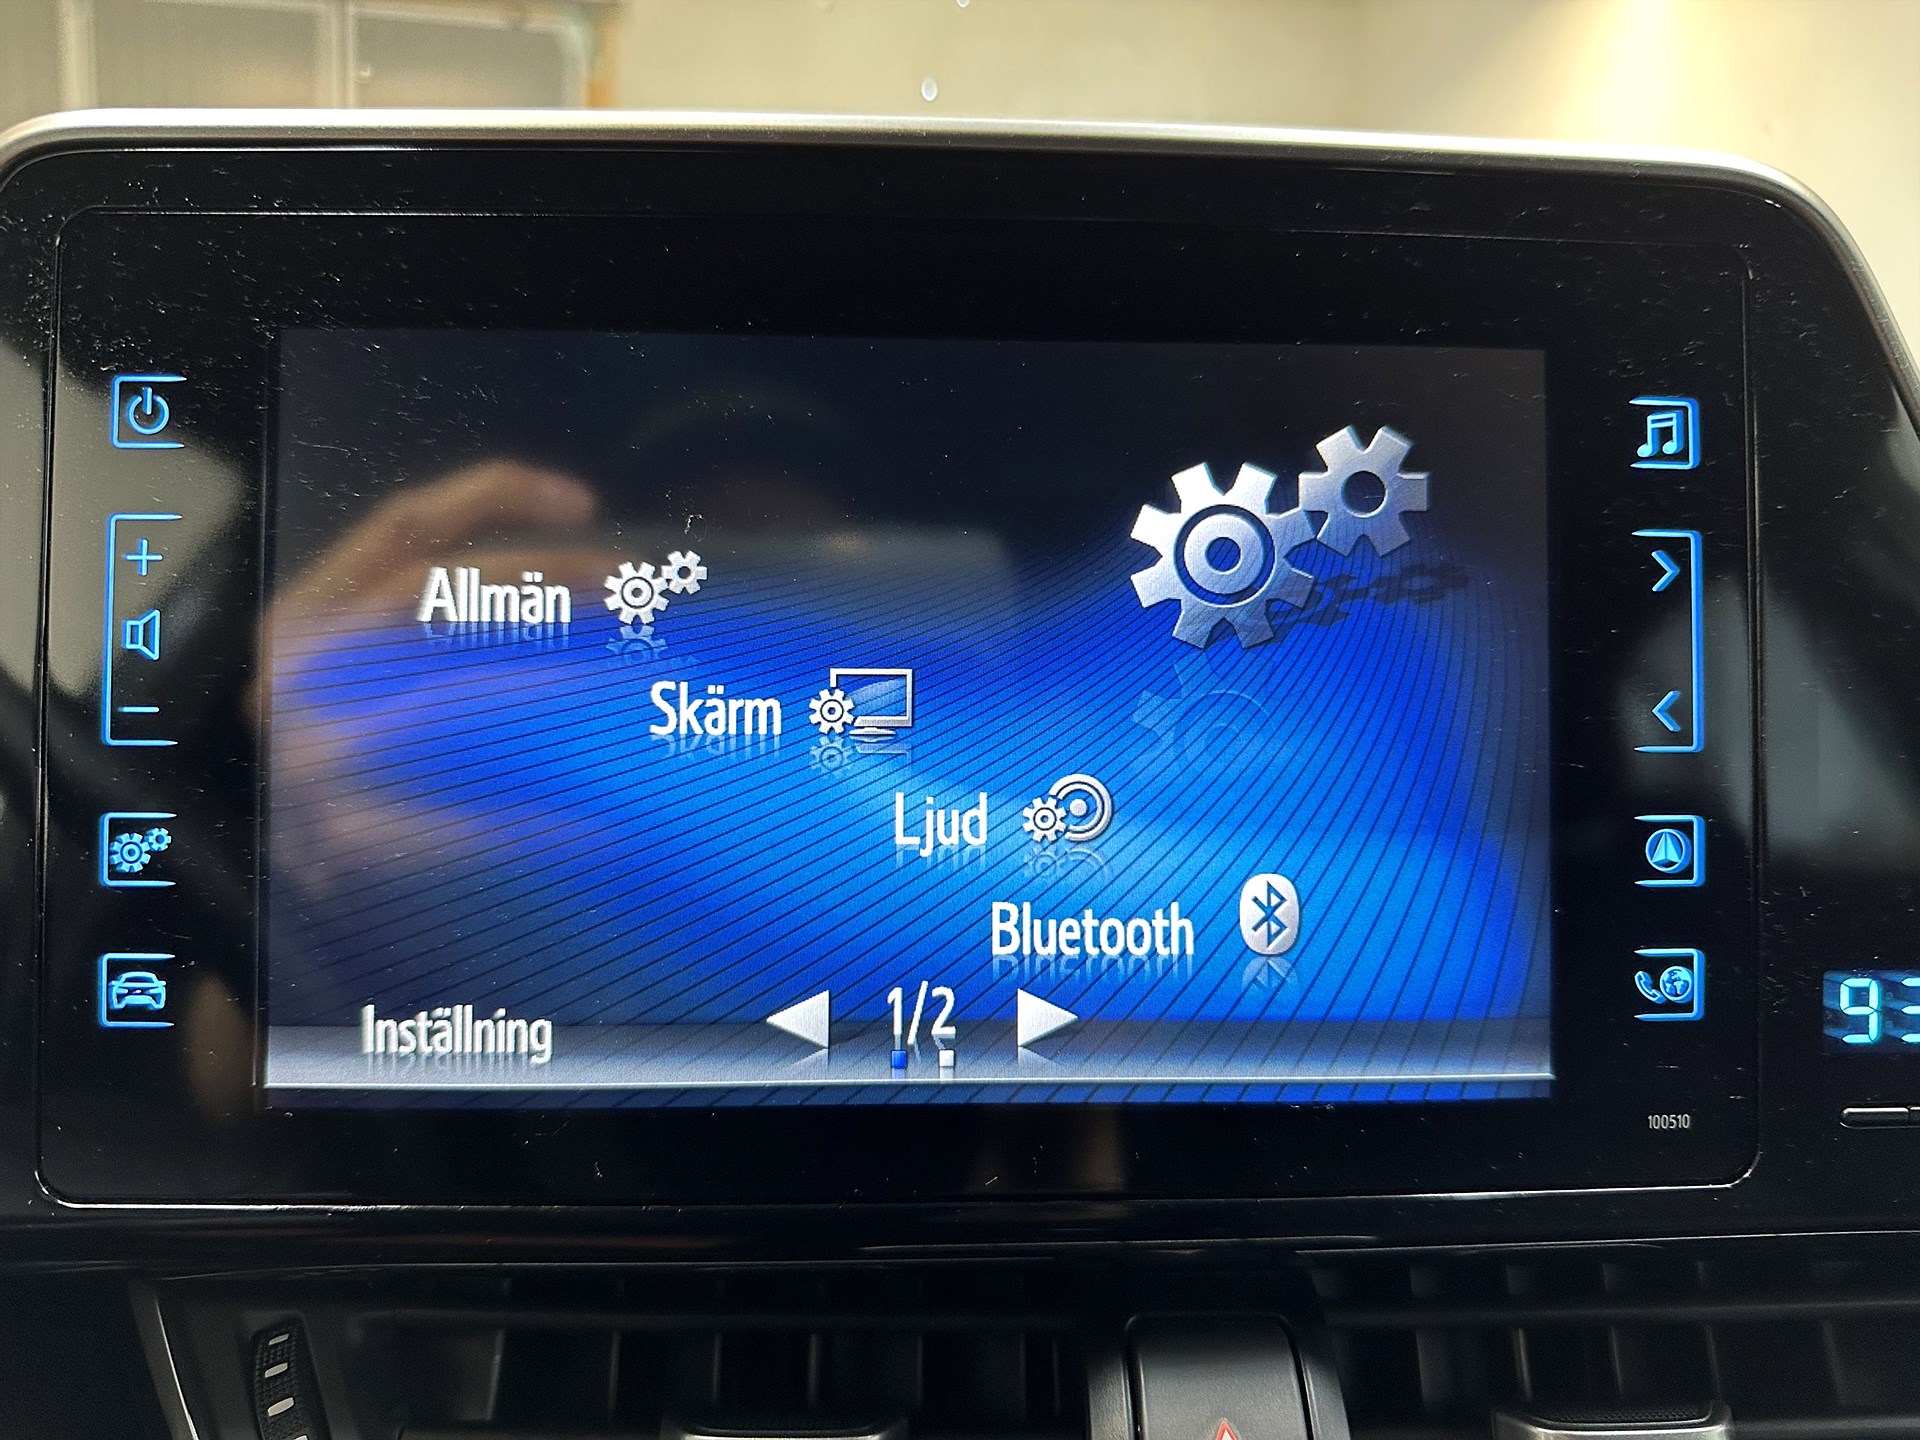 Allmän
Skärm
Ljud
Bluetooth
Inställning
1/2
100510